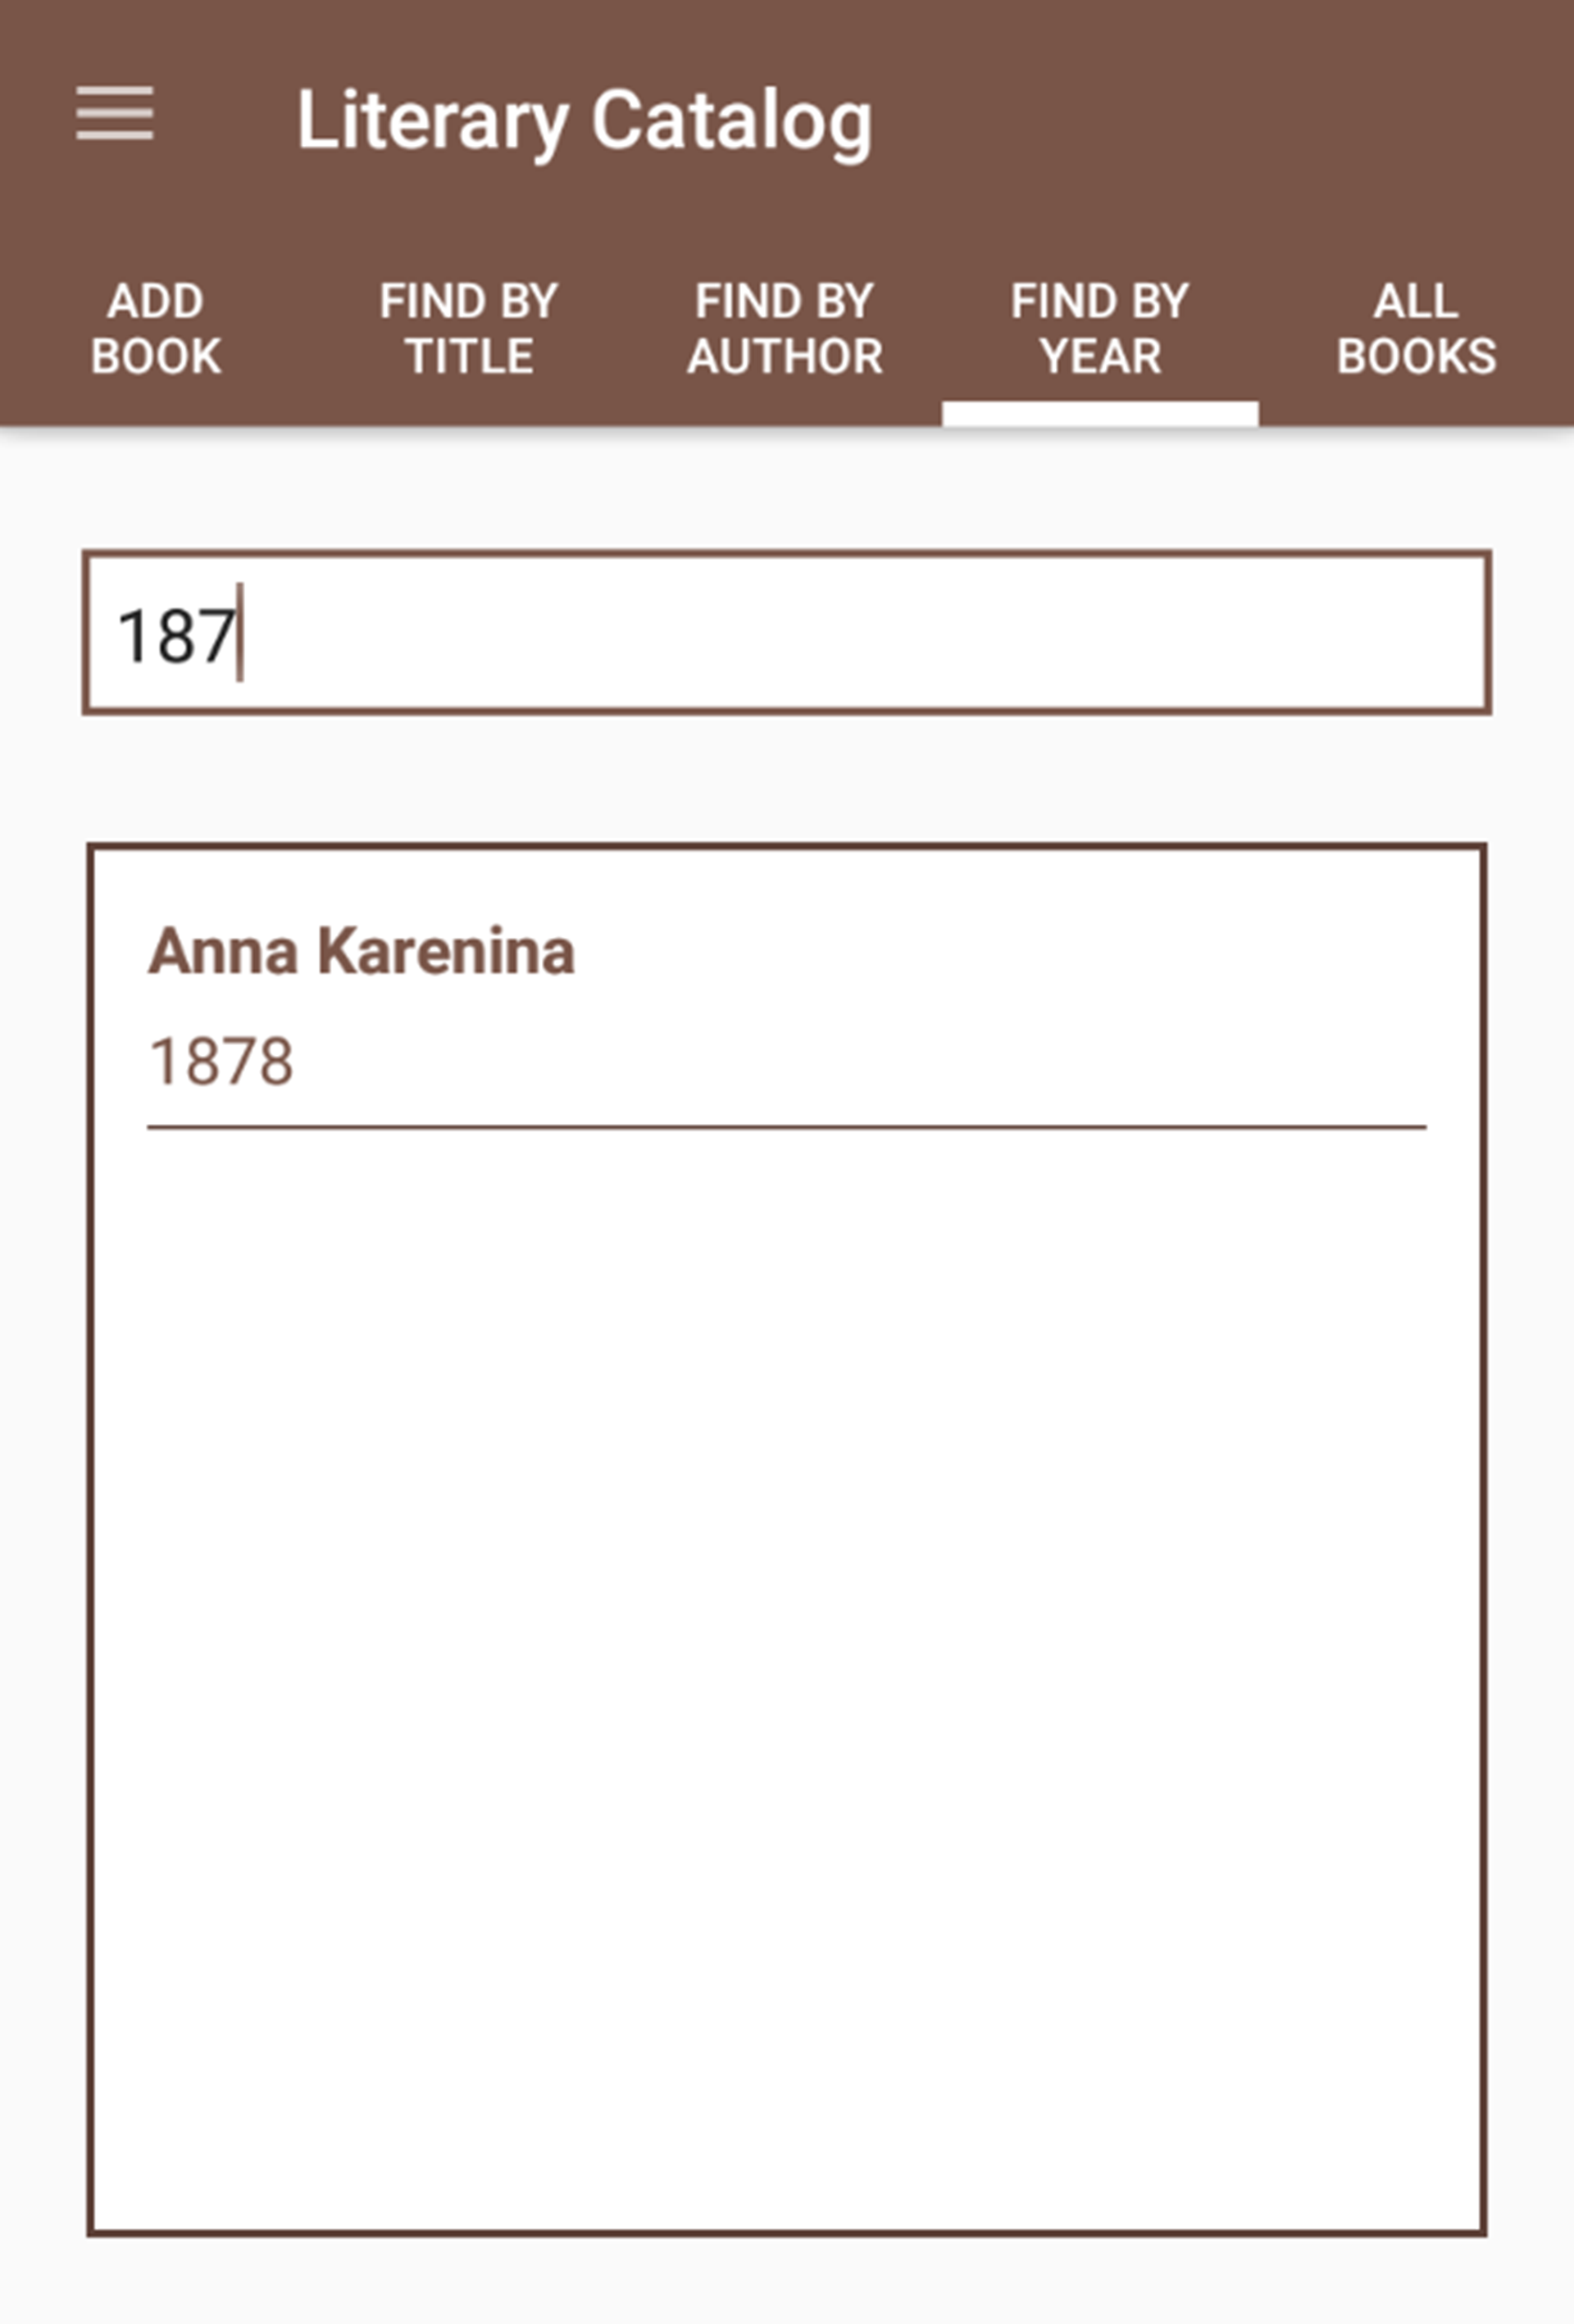 Literary Catalog
ADD BOOK
FIND BY TITLE
FIND BY AUTHOR
FIND BY YEAR
ALL BOOKS
187
Anna Karenina
1878